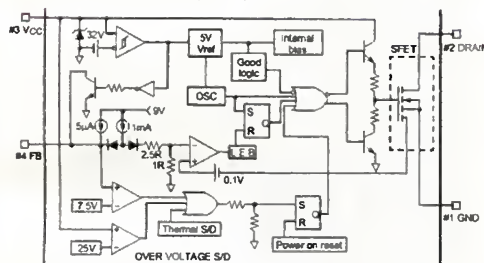 #3 VCC
32V
5V
Vref
Internal
bias
SFET
#2 DRAIN
Good
logic
OSC
9V
5μA
1mA
S
R
#4 FB
2.5R
1R
L.E.B
0.1V
7.5V
S
R
Thermal S/D
Power on reset
#1 GND
25V
OVER VOLTAGE S/D